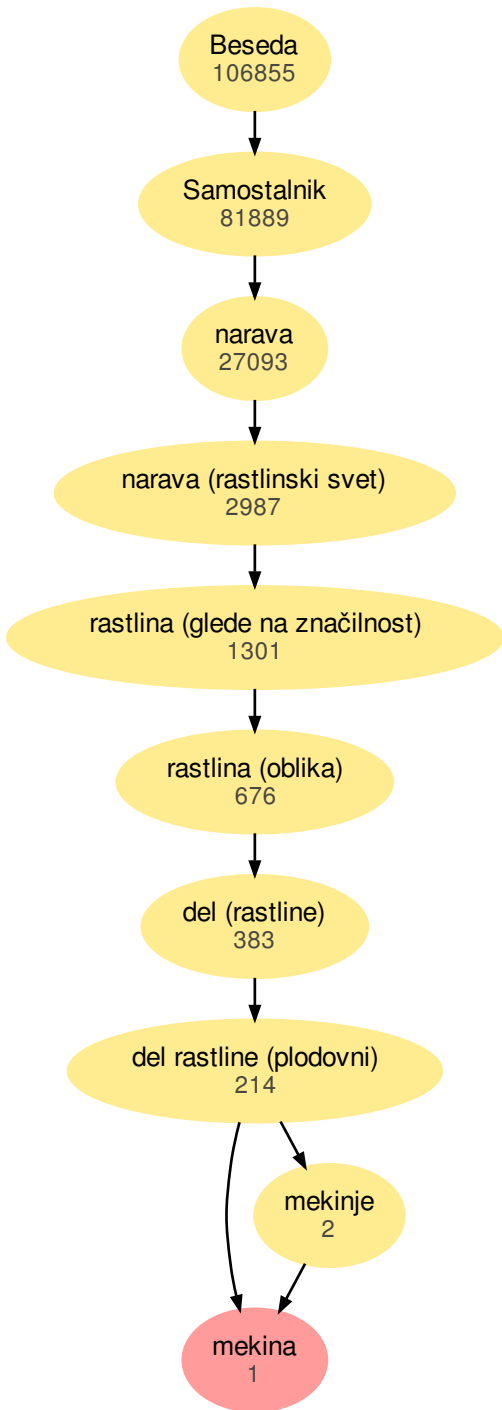 Beseda
106855
Samostalnik
81889
narava
27093
narava (rastlinski svet)
2987
rastlina (glede na značilnost)
1301
rastlina (oblika)
676
del (rastline)
383
del rastline (plodovni)
214
mekinje
2
mekina
1